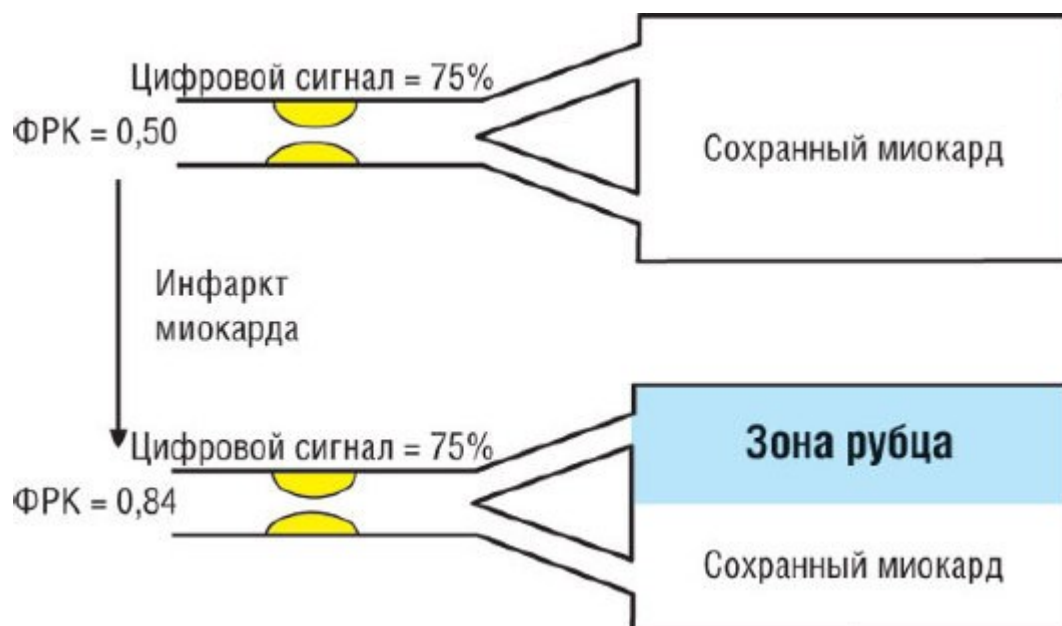 Цифровой сигнал = 75%
ФРК = 0,50
Сохранный миокард
Инфаркт
миокарда
Цифровой сигнал = 75%
Зона рубца
ФРК = 0,84
Сохранный миокард